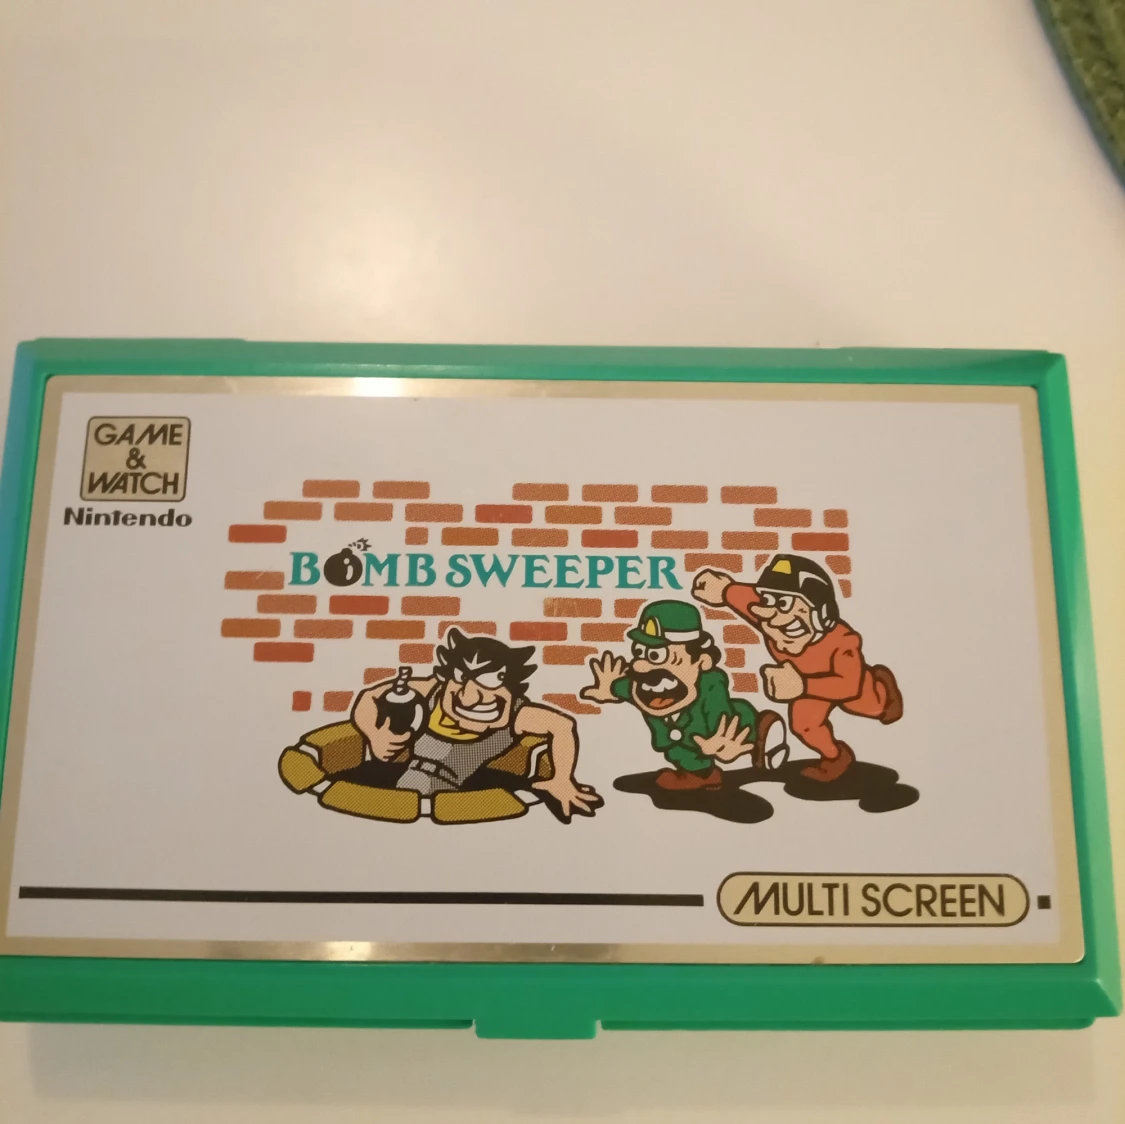 GAME
&
WATCH
Nintendo
BOMB SWEEPER
MULTI SCREEN